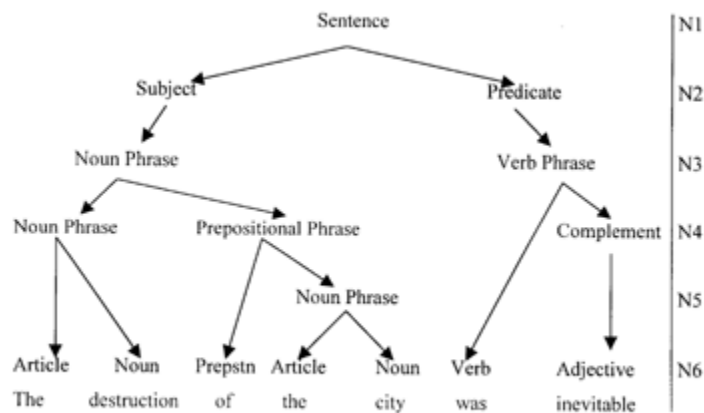 Sentence N1
Subject Predicate N2
Noun Phrase Verb Phrase N3
Noun Phrase Prepositional Phrase Complement N4
Noun Phrase N5
Article Noun Prepstn Article Noun Verb Adjective N6
The destruction of the city was inevitable